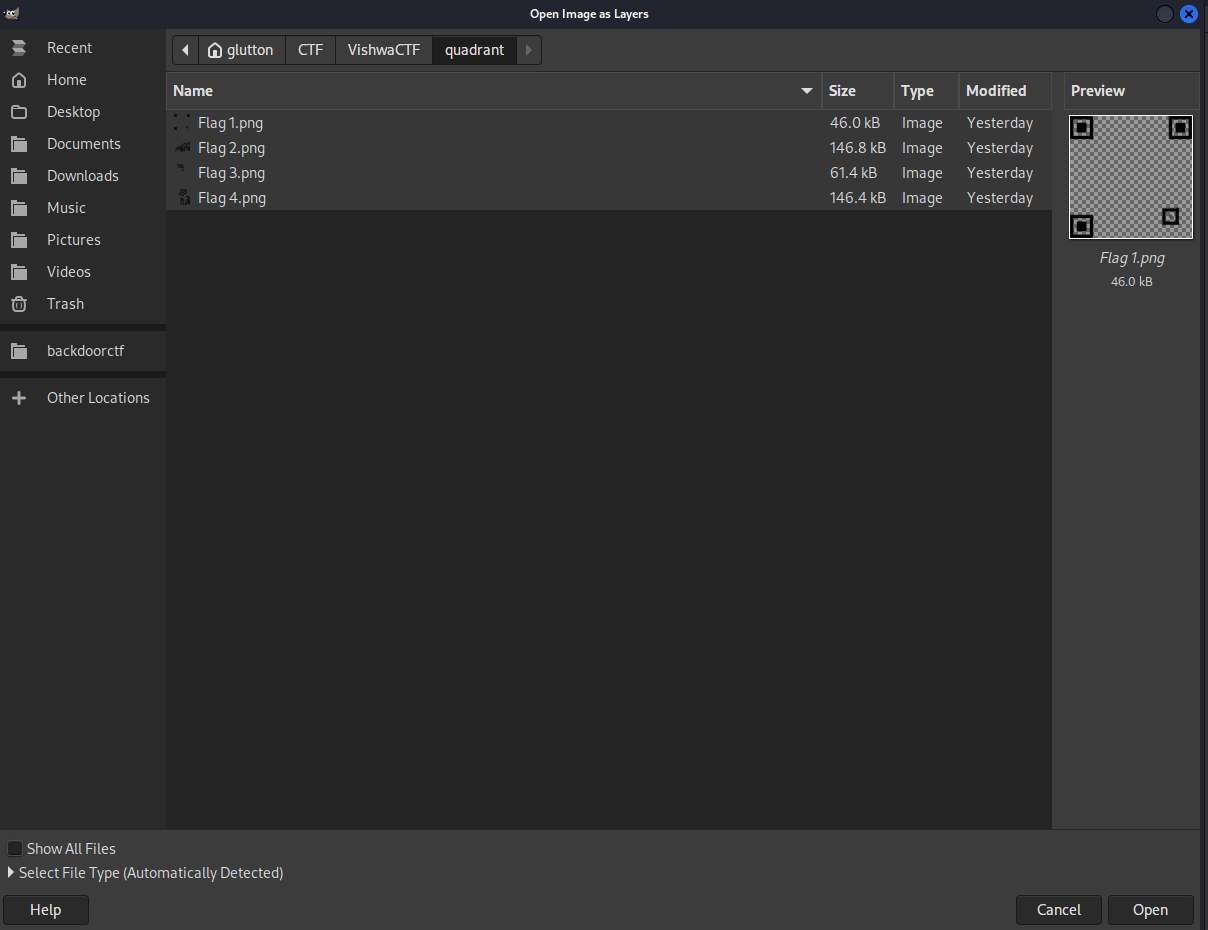 Open Image as Layers
Recent
Home
Desktop
Documents
Downloads
Music
Pictures
Videos
Trash
backdoorctf
Other Locations
glutton CTF VishwaCTF quadrant
Name Size Type Modified
Flag 1.png 46.0 kB Image Yesterday
Flag 2.png 146.8 kB Image Yesterday
Flag 3.png 61.4 kB Image Yesterday
Flag 4.png 146.4 kB Image Yesterday
Preview
Flag 1.png
46.0 kB
Show All Files
Select File Type (Automatically Detected)
Help Cancel Open